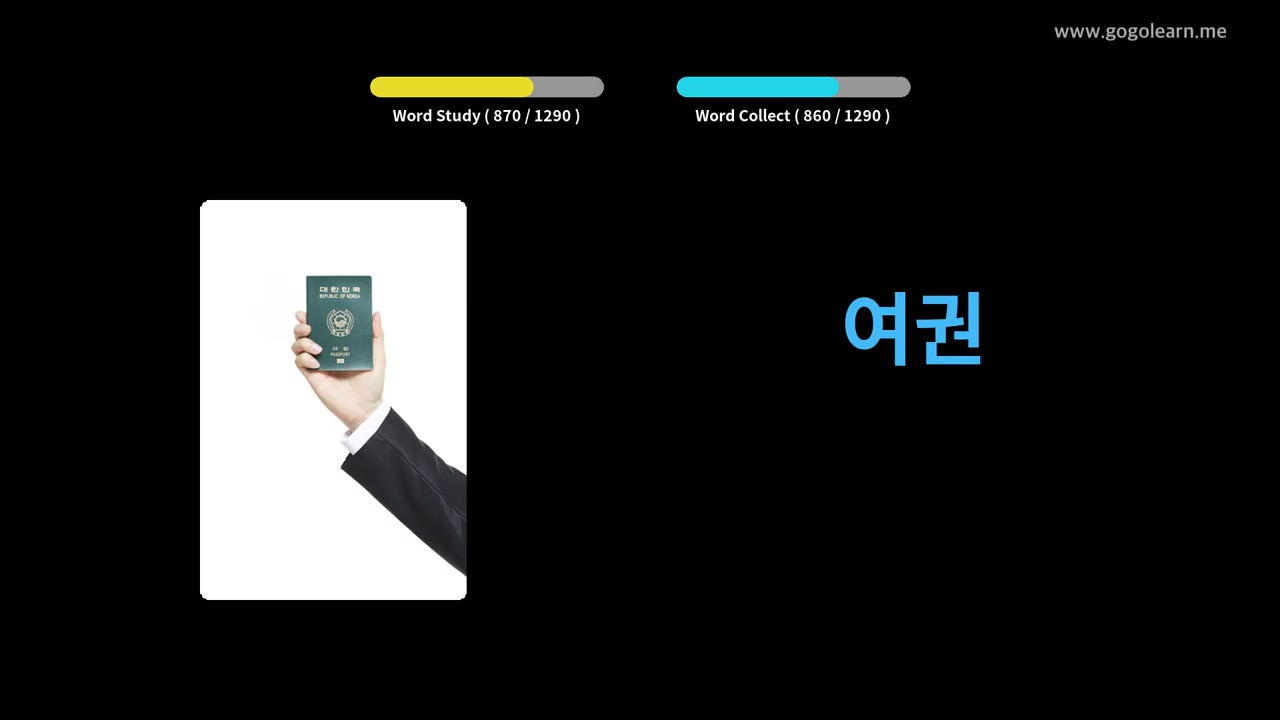 www.gogolearn.me
Word Study ( 870 / 1290 )
Word Collect ( 860 / 1290 )
대한민국
REPUBLIC OF KOREA
여권
PASSPORT
여권